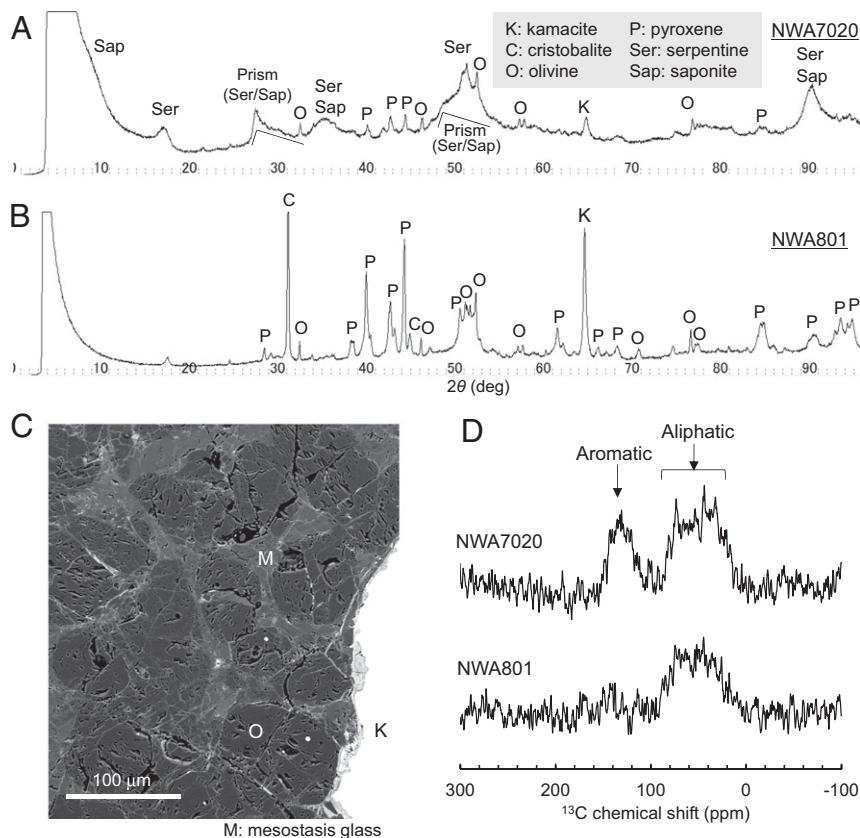 A
NWA7020
K: kamacite P: pyroxene
C: cristobalite Ser: serpentine
O: olivine Sap: saponite
Sap
Ser
Prism
(Ser/Sap)
O
Ser
Sap
P
P
P
O
Ser
O
Prism
(Ser/Sap)
O
K
O
P
Ser
Sap
0 10 20 30 40 50 60 70 80 90
B
NWA801
P
C
O
P
P
P
P
C
O
P
O
O
O
P
K
P
P
O
O
O
P
P
P
P
0 10 20 30 40 50 60 70 80 90
2θ (deg)
C
M
O
K
100 μm
M: mesostasis glass
D
Aliphatic
Aromatic
NWA7020
NWA801
300 200 100 0 -100
¹³C chemical shift (ppm)